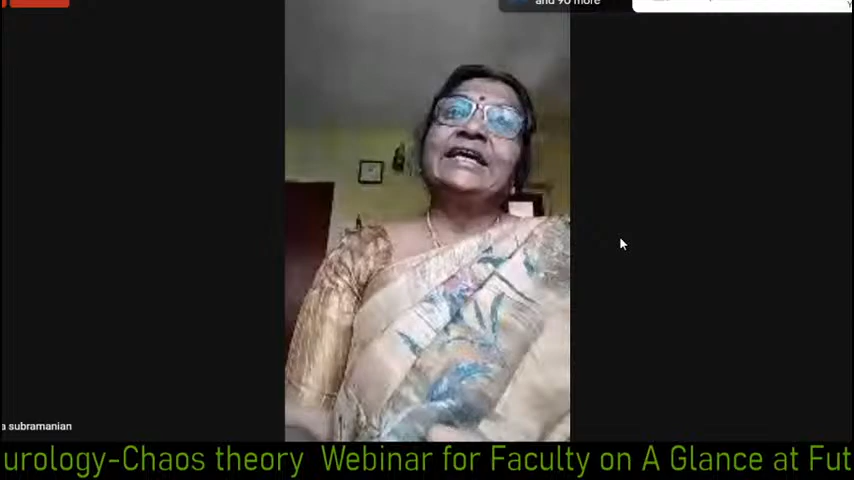 and 90 more
a subramanian
urology-Chaos theory Webinar for Faculty on A Glance at Fut